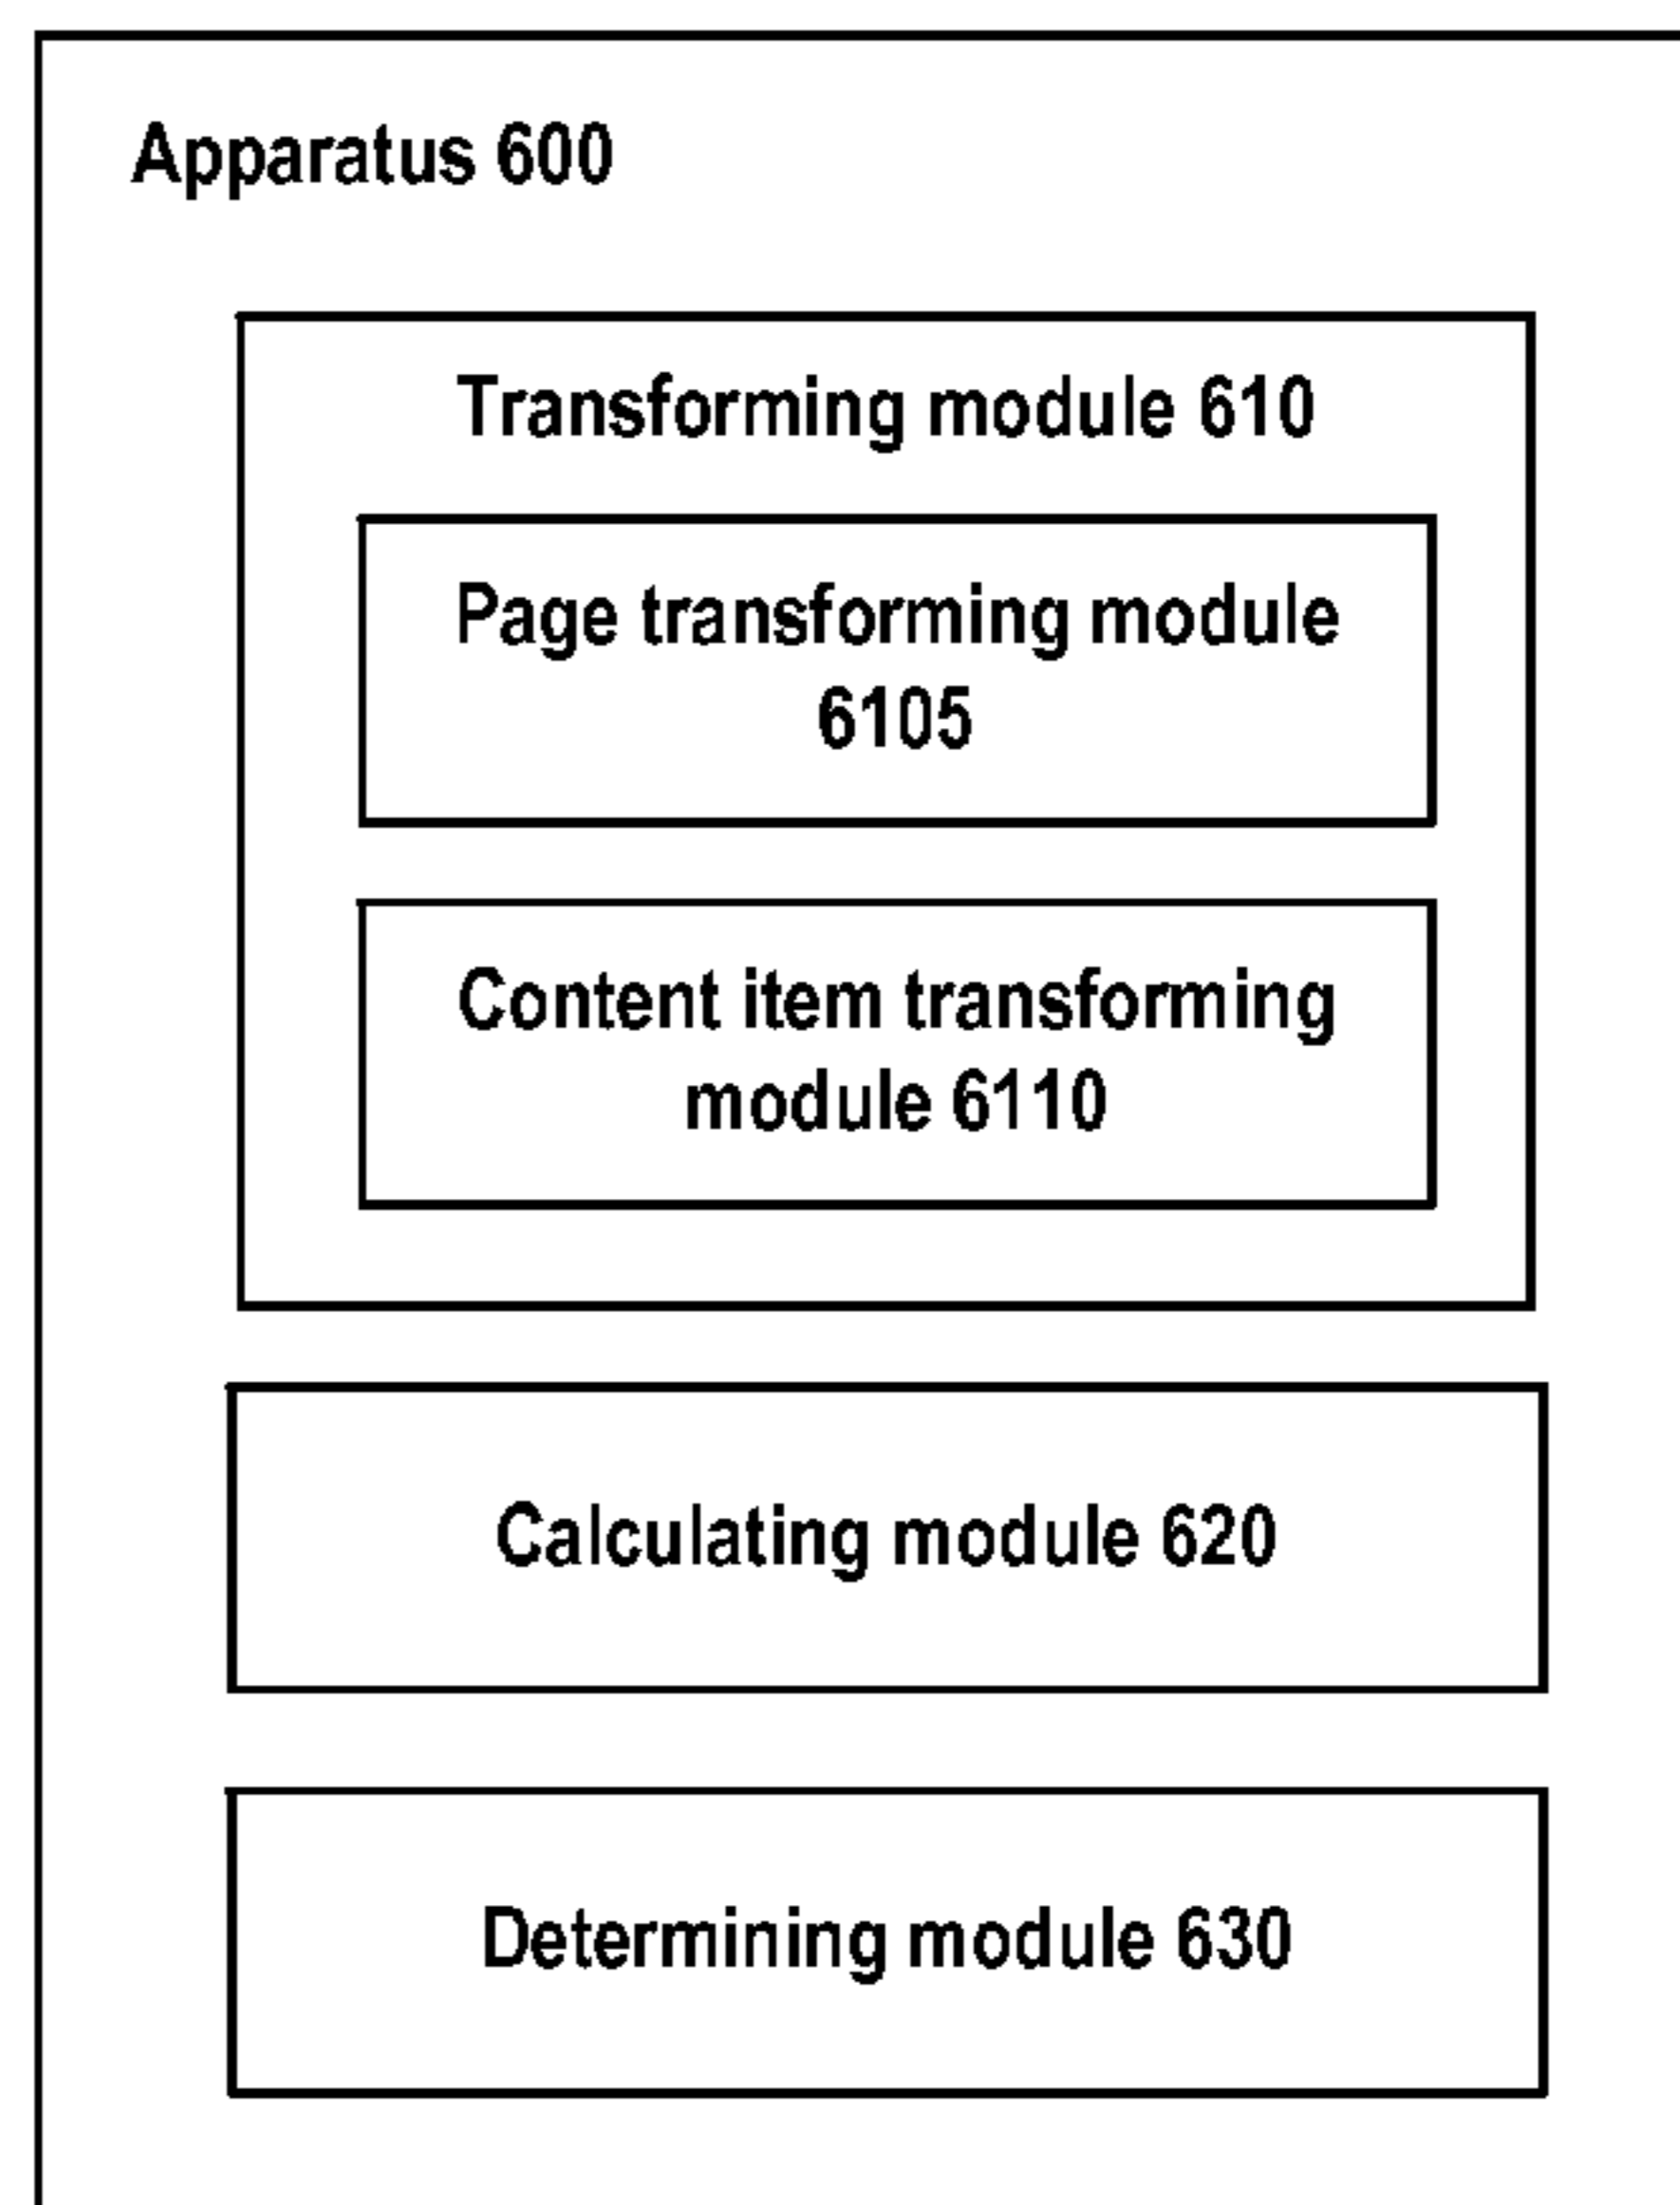 Apparatus 600
Transforming module 610
Page transforming module
6105
Content item transforming
module 6110
Calculating module 620
Determining module 630